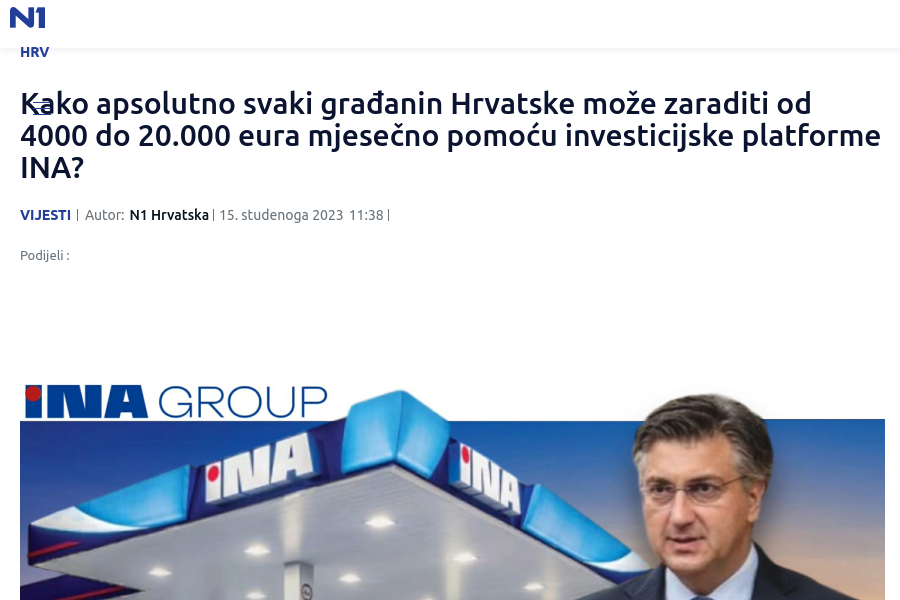 N1
HRV
Kako apsolutno svaki građanin Hrvatske može zaraditi od
4000 do 20.000 eura mjesečno pomoću investicijske platforme
INA?
VIJESTI | Autor: N1 Hrvatska | 15. studenoga 2023 11:38 |
Podijeli :
INA GROUP
INA
INA